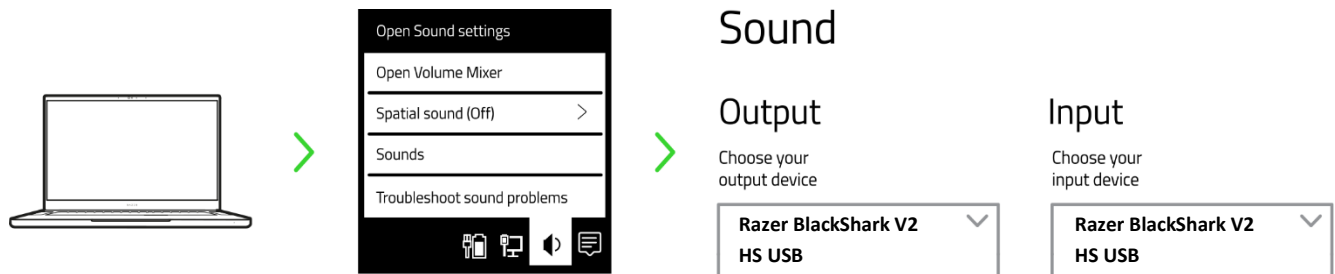 Open Sound settings
Open Volume Mixer
Spatial sound (Off)
Sounds
Troubleshoot sound problems
Sound
Output
Choose your
output device
Razer BlackShark V2
HS USB
Input
Choose your
input device
Razer BlackShark V2
HS USB